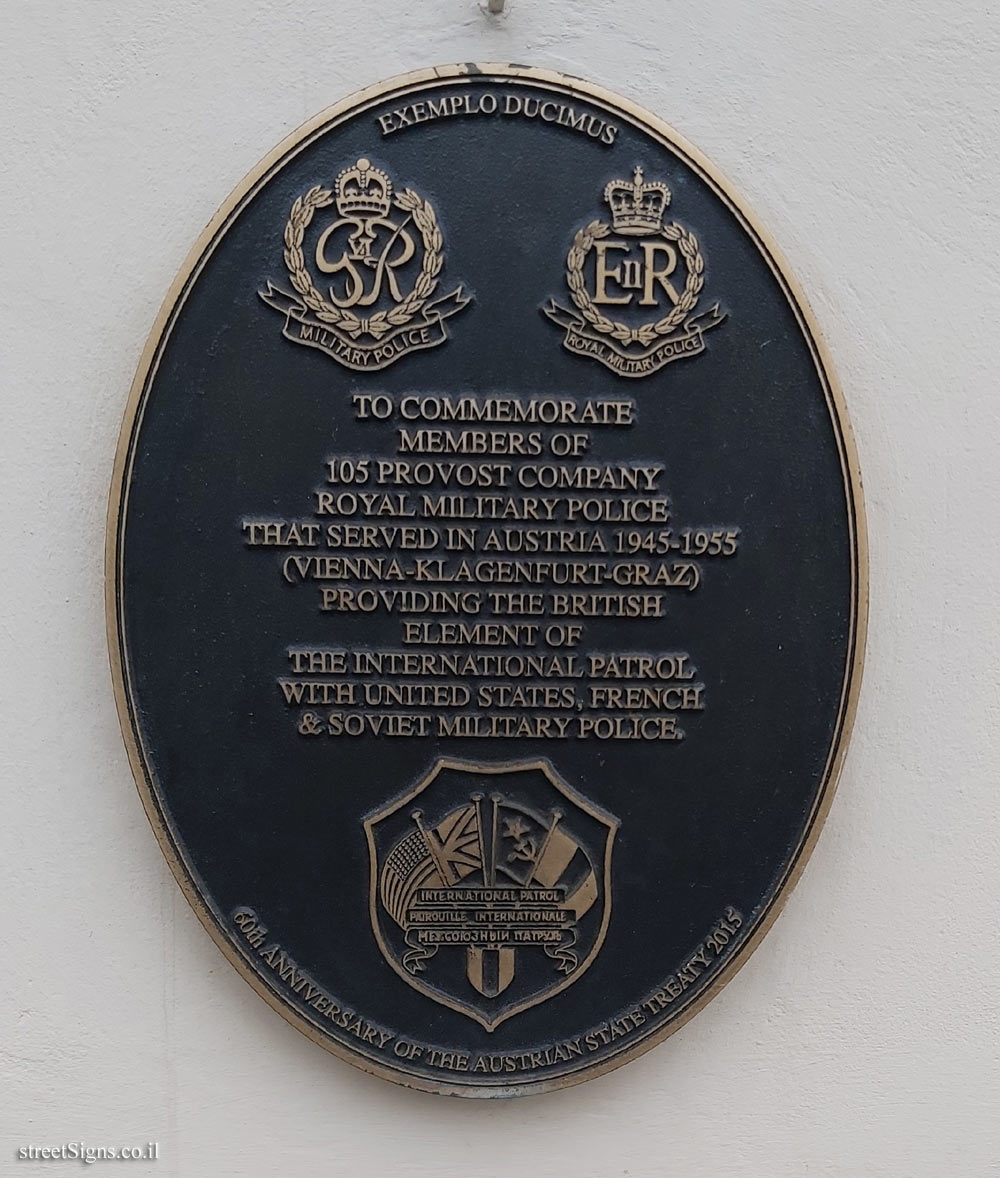 EXEMPLO DUCIMUS
G VI R
MILITARY POLICE
E II R
ROYAL MILITARY POLICE
TO COMMEMORATE
MEMBERS OF
105 PROVOST COMPANY
ROYAL MILITARY POLICE
THAT SERVED IN AUSTRIA 1945-1955
(VIENNA-KLAGENFURT-GRAZ)
PROVIDING THE BRITISH
ELEMENT OF
THE INTERNATIONAL PATROL
WITH UNITED STATES, FRENCH
& SOVIET MILITARY POLICE.
INTERNATIONAL PATROL
PATROUILLE INTERNATIONALE
МЕЖСОЮЗНЫЙ ПАТРУЛЬ
60th ANNIVERSARY OF THE AUSTRIAN STATE TREATY 2015
streetSigns.co.il